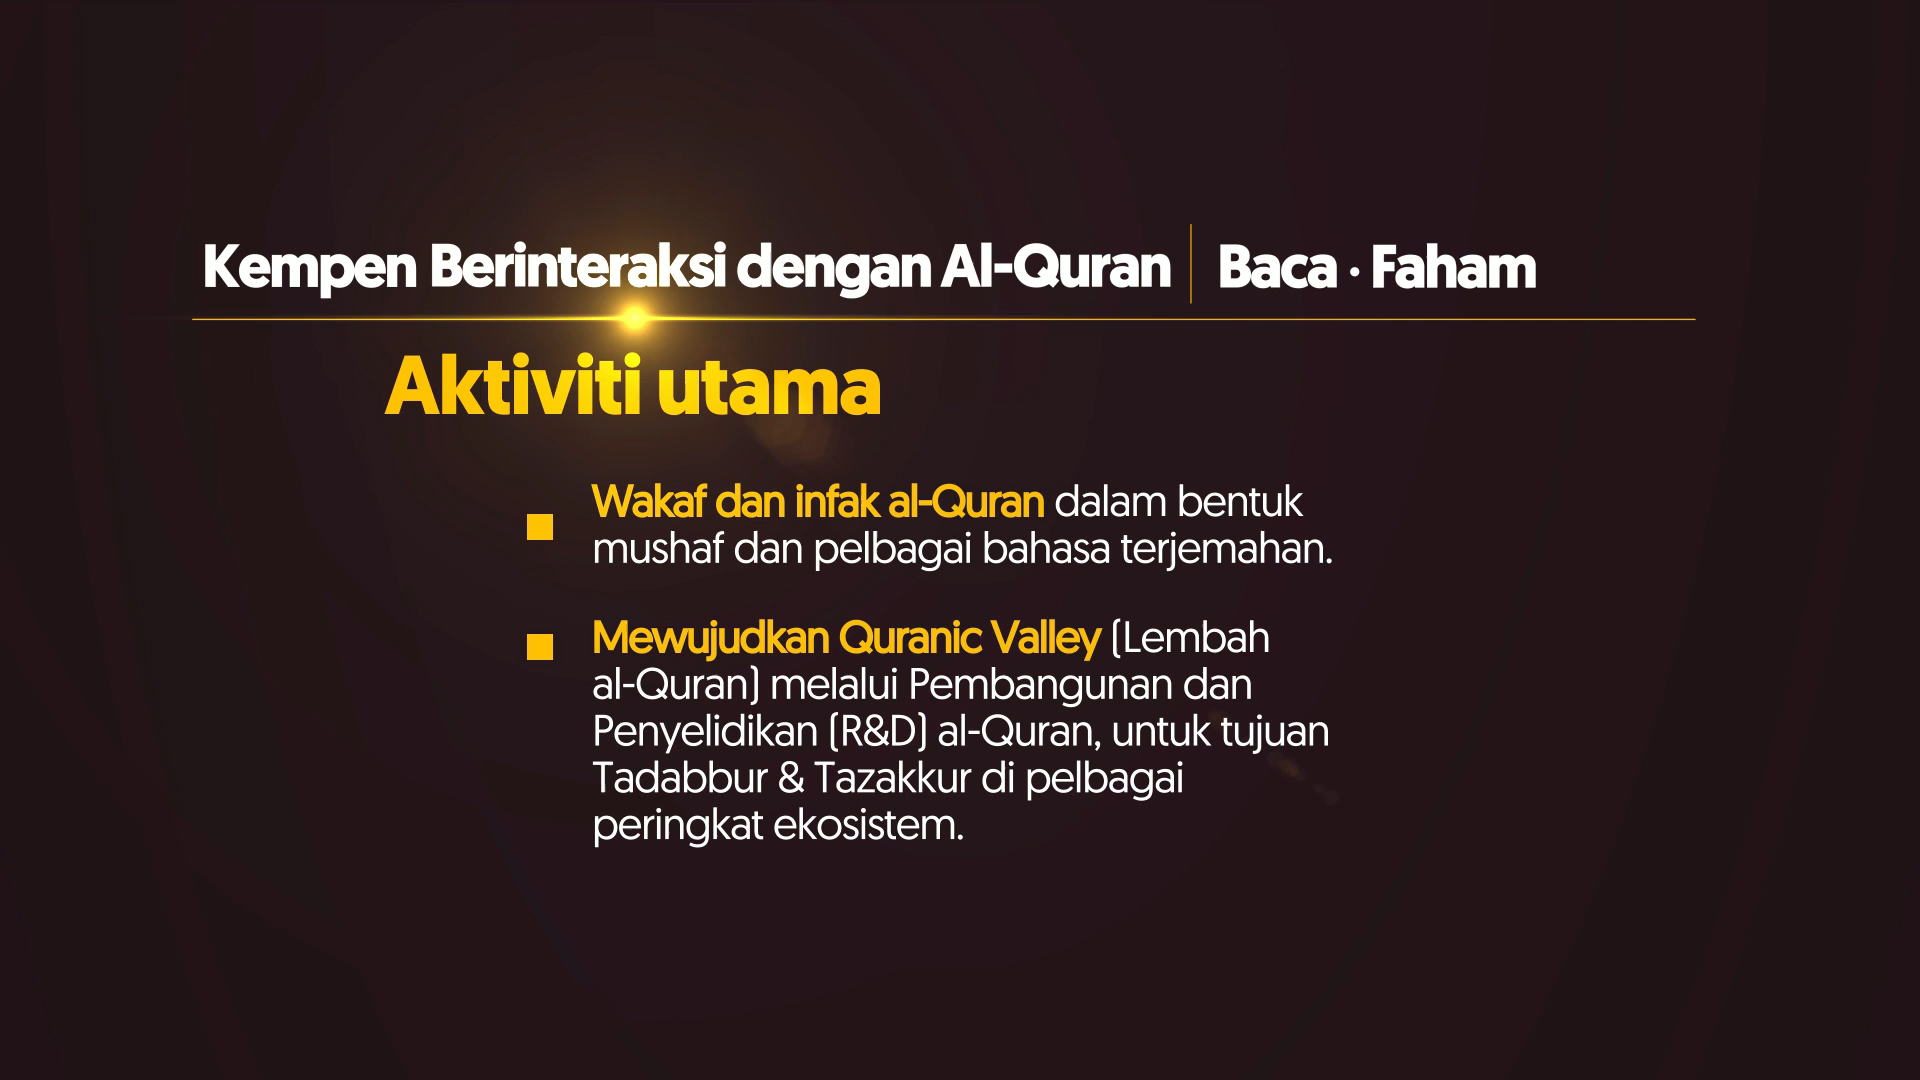 Kempen Berinteraksi dengan Al-Quran | Baca · Faham
Aktiviti utama
■ Wakaf dan infak al-Quran dalam bentuk
mushaf dan pelbagai bahasa terjemahan.
■ Mewujudkan Quranic Valley (Lembah
al-Quran) melalui Pembangunan dan
Penyelidikan (R&D) al-Quran, untuk tujuan
Tadabbur & Tazakkur di pelbagai
peringkat ekosistem.